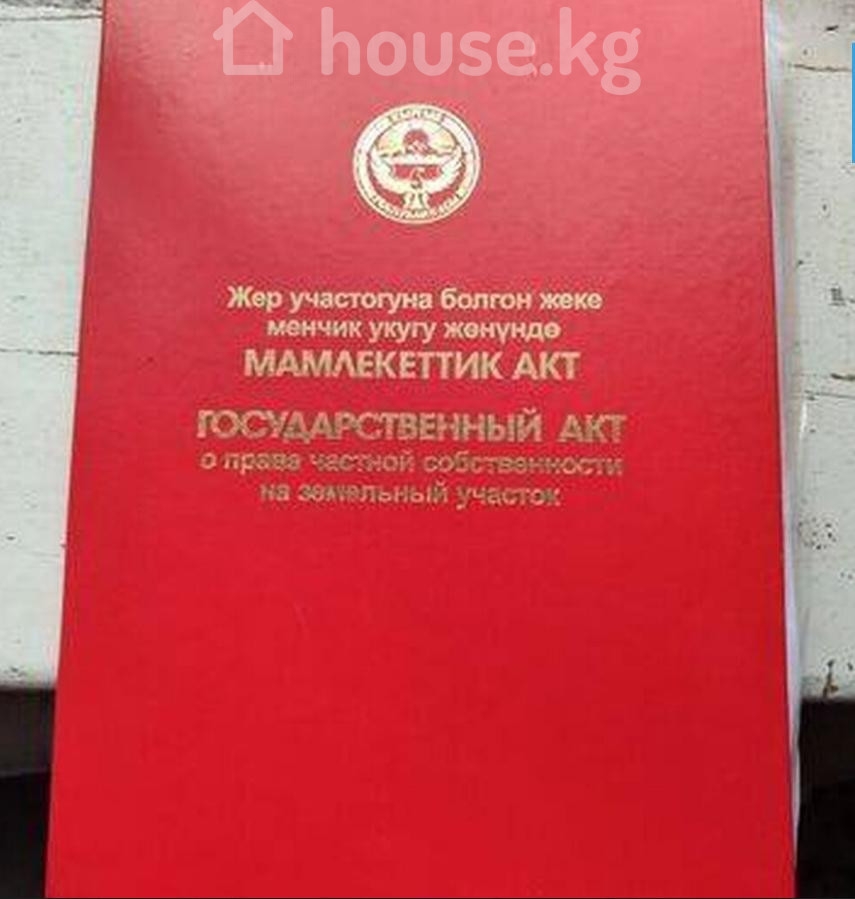 house.kg
Жер участогуна болгон жеке
менчик укугу жөнүндө
МАМЛЕКЕТТИК АКТ
ГОСУДАРСТВЕННЫЙ АКТ
о праве частной собственности
на земельный участок